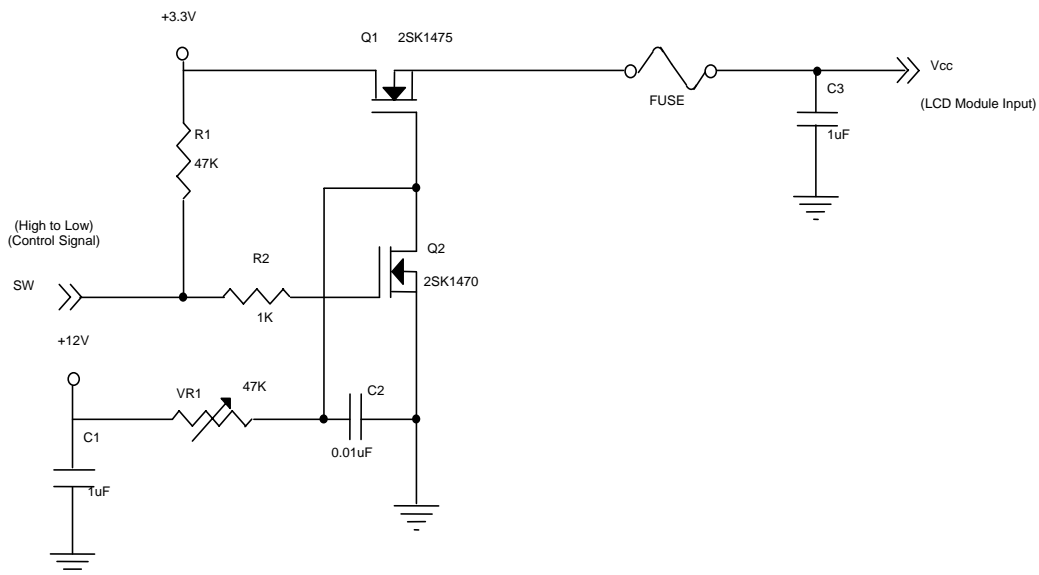 +3.3V
Q1 2SK1475
Vcc
FUSE
C3
(LCD Module Input)
1uF
R1
47K
(High to Low)
(Control Signal)
Q2
R2
SW
2SK1470
1K
+12V
VR1
47K
C2
C1
0.01uF
1uF